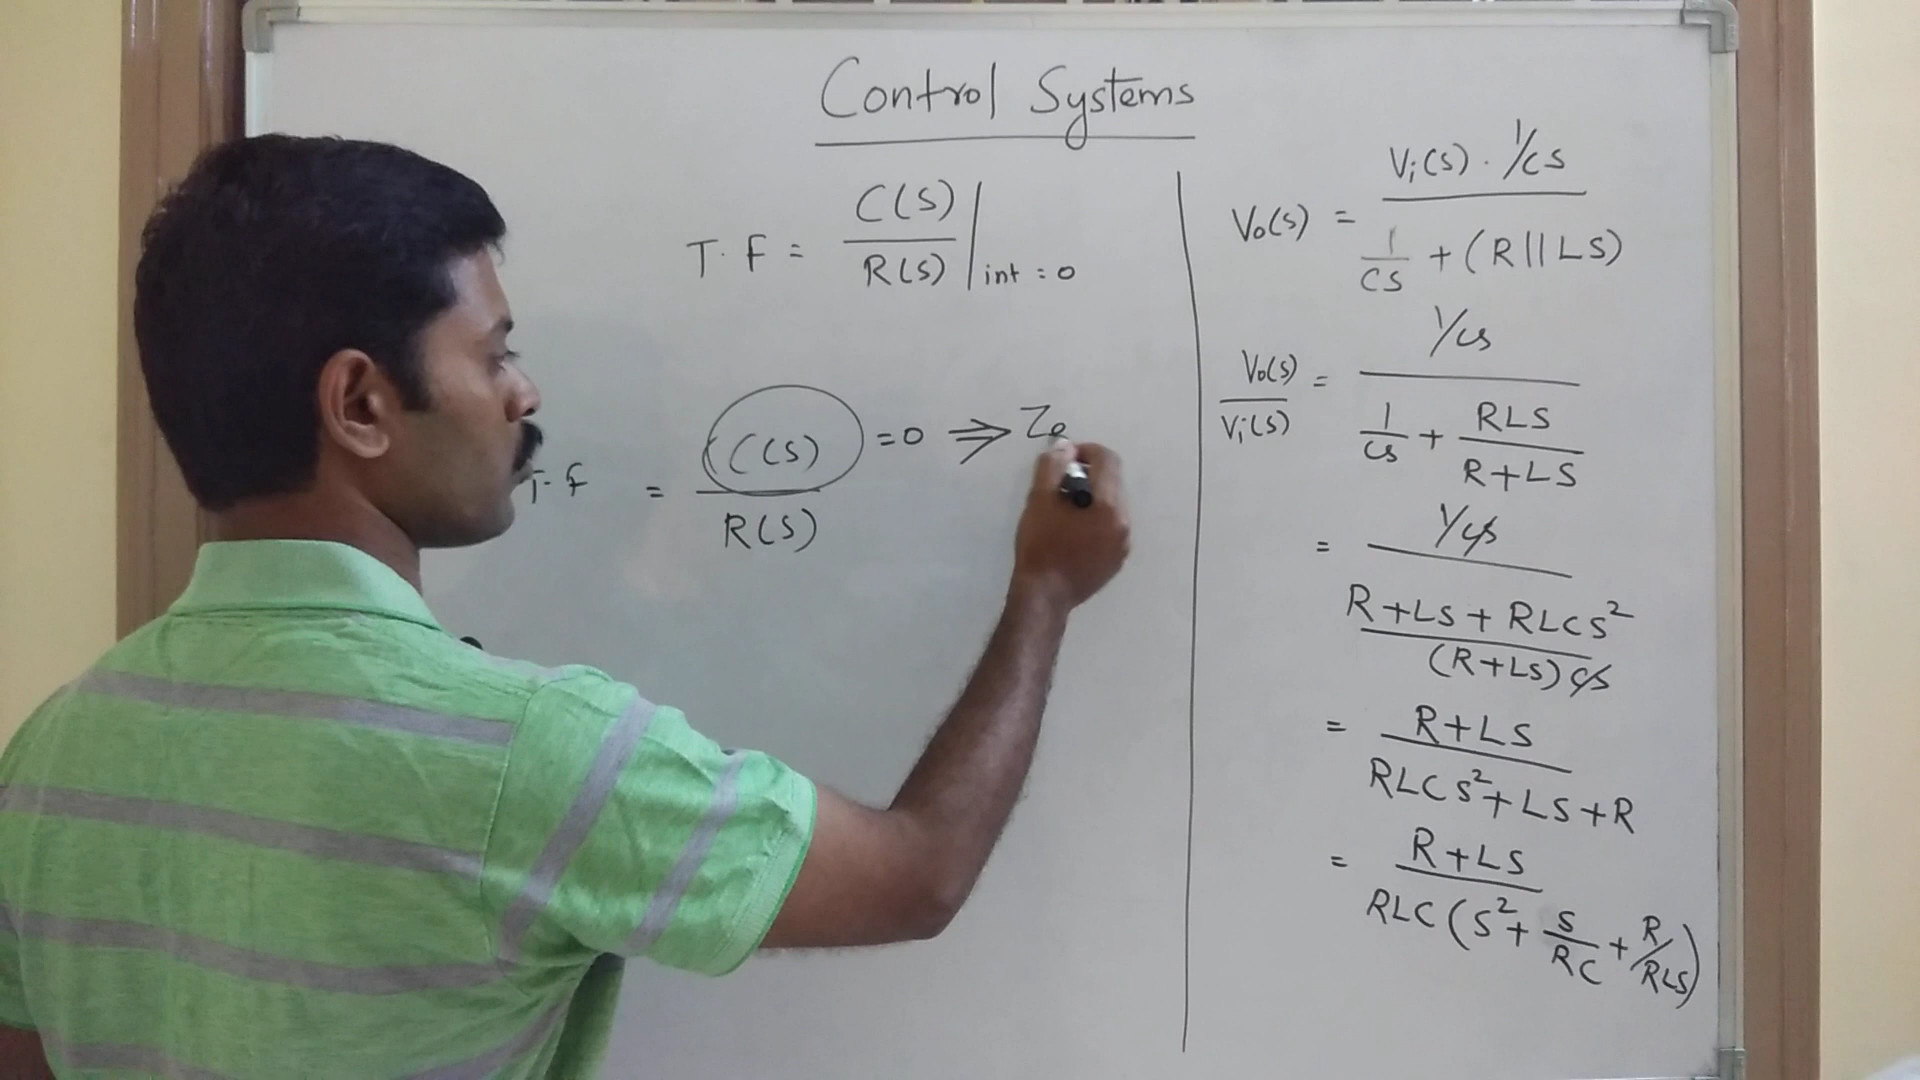 Control Systems
T.F = C(S)/R(S) | int = 0
T.F = C(S)/R(S)
C(S) = 0 ⇒ Ze
Vo(s) = Vi(s) . 1/CS / (1/CS + (R || LS))
Vo(s)/Vi(s) = 1/CS / (1/CS + RLS/(R+LS))
= 1/CS / ((R+LS+RLCS²)/((R+LS)CS))
= R+LS / (RLCS²+LS+R)
= R+LS / (RLC(S²+S/RC+R/RLS))